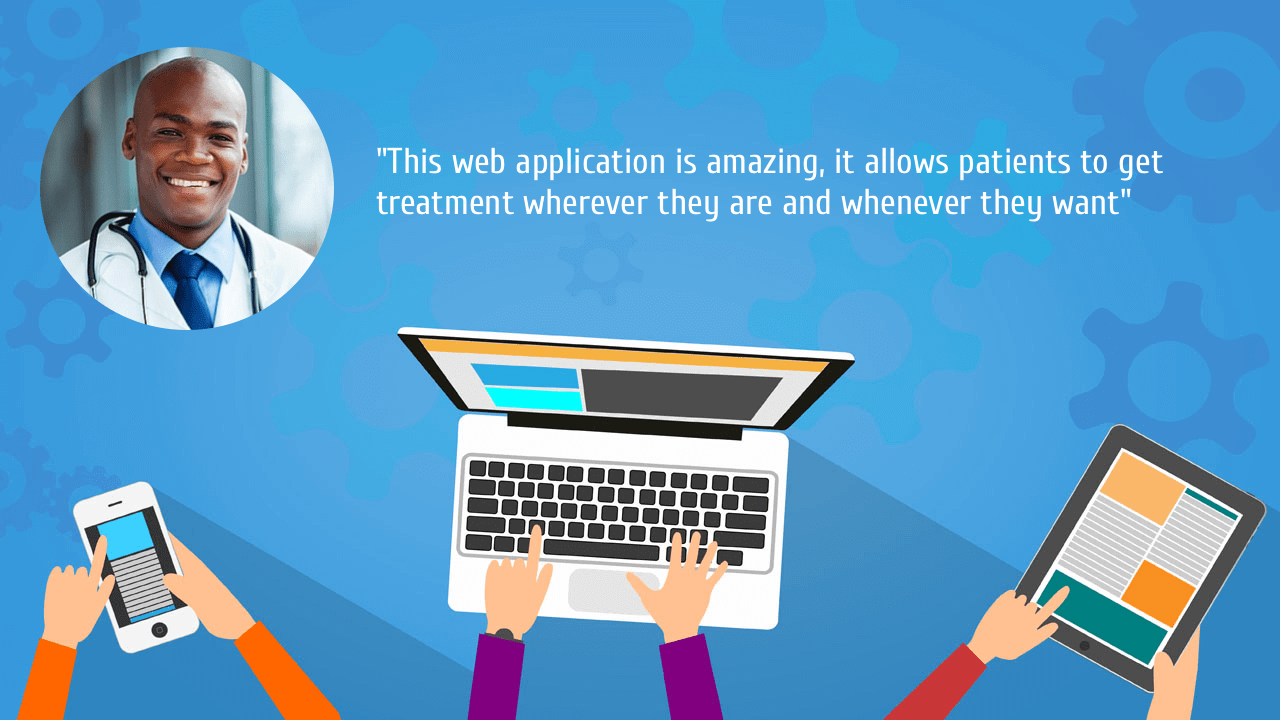 "This web application is amazing, it allows patients to get
treatment wherever they are and whenever they want"